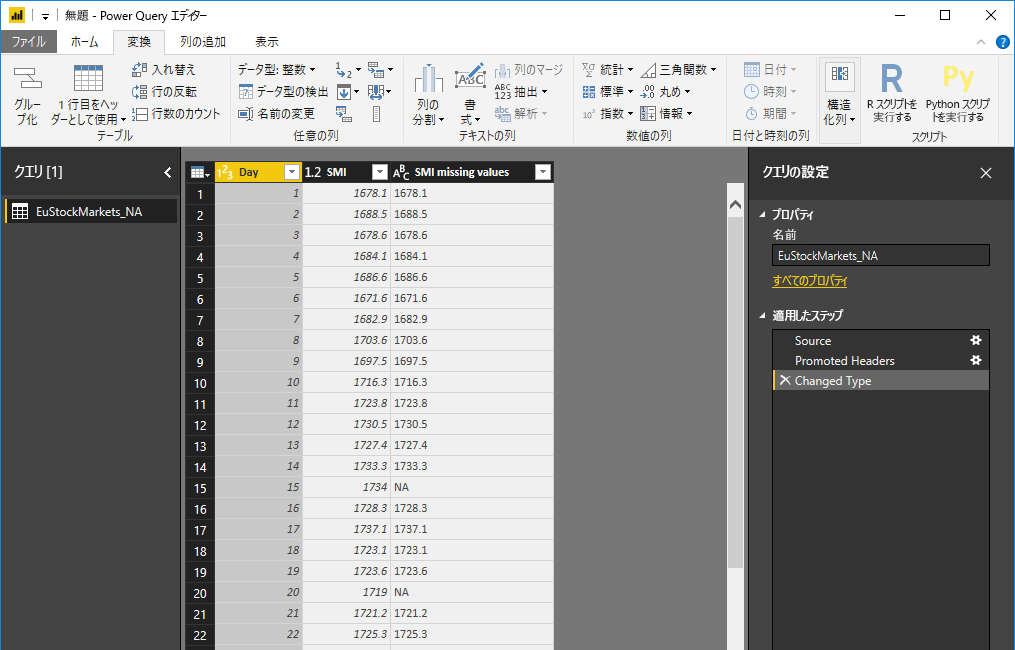 無題 - Power Query エディター
ファイル ホーム 変換 列の追加 表示
グループ化
1 行目をヘッダーとして使用
入れ替え
行の反転
行数のカウント
テーブル
データ型: 整数
データ型の検出
名前の変更
任意の列
列の分割
書式
列のマージ
抽出
解析
テキストの列
統計
標準
指数
三角関数
丸め
情報
数値の列
日付
時刻
期間
日付と時刻の列
構造化列
R スクリプトを実行する
Python スクリプトを実行する
スクリプト
クエリ [1]
EuStockMarkets_NA
Day 1.2 SMI ABC SMI missing values
1 1 1678.1 1678.1
2 2 1688.5 1688.5
3 3 1678.6 1678.6
4 4 1684.1 1684.1
5 5 1686.6 1686.6
6 6 1671.6 1671.6
7 7 1682.9 1682.9
8 8 1703.6 1703.6
9 9 1697.5 1697.5
10 10 1716.3 1716.3
11 11 1723.8 1723.8
12 12 1730.5 1730.5
13 13 1727.4 1727.4
14 14 1733.3 1733.3
15 15 1734 NA
16 16 1728.3 1728.3
17 17 1737.1 1737.1
18 18 1723.1 1723.1
19 19 1723.6 1723.6
20 20 1719 NA
21 21 1721.2 1721.2
22 22 1725.3 1725.3
クエリの設定
プロパティ
名前
EuStockMarkets_NA
すべてのプロパティ
適用したステップ
Source
Promoted Headers
Changed Type